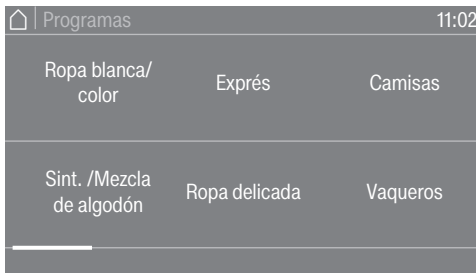 Programas 11:02
Ropa blanca/
color
Exprés
Camisas
Sint. /Mezcla
de algodón
Ropa delicada
Vaqueros